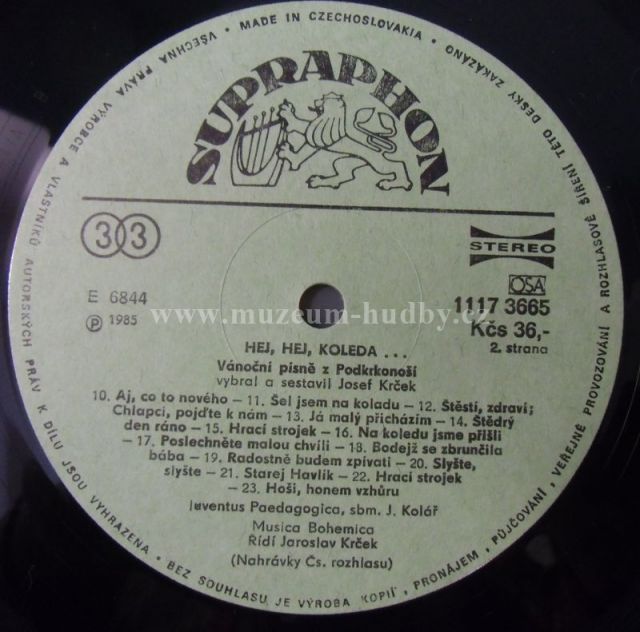 • MADE IN CZECHOSLOVAKIA • VŠECHNA PRÁVA VÝROBCE A VLASTNÍKŮ AUTORSKÝCH PRÁV K DÍLU JSOU VYHRAZENA • BEZ SOUHLASU JE VÝROBA KOPIÍ, PRONÁJEM, PŮJČOVÁNÍ, VEŘEJNÉ PROVOZOVÁNÍ A ROZHLASOVÉ ŠÍŘENÍ TÉTO DESKY ZAKÁZÁNO
SUPRAPHON
33
STEREO
OSA
E 6844
1117 3665
Ⓟ 1985
www.muzeum-hudby.cz
Kčs 36,-
2. strana
HEJ, HEJ, KOLEDA ...
Vánoční písně z Podkrkonoší
vybral a sestavil Josef Krček
10. Aj, co to nového – 11. Šel jsem na koladu – 12. Štěstí, zdraví;
Chlapci, pojďte k nám – 13. Já malý přicházím – 14. Štědrý
den ráno – 15. Hrací strojek – 16. Na koledu jsme přišli
– 17. Poslechněte malou chvíli – 18. Bodejž se zbrunčila
bába – 19. Radostně budem zpívati – 20. Slyšte,
slyšte – 21. Starej Havlík – 22. Hrací strojek
– 23. Hoši, honem vzhůru
Iuventus Paedagogica, sbm. J. Kolář
Musica Bohemica
Řídí Jaroslav Krček
(Nahrávky Čs. rozhlasu)